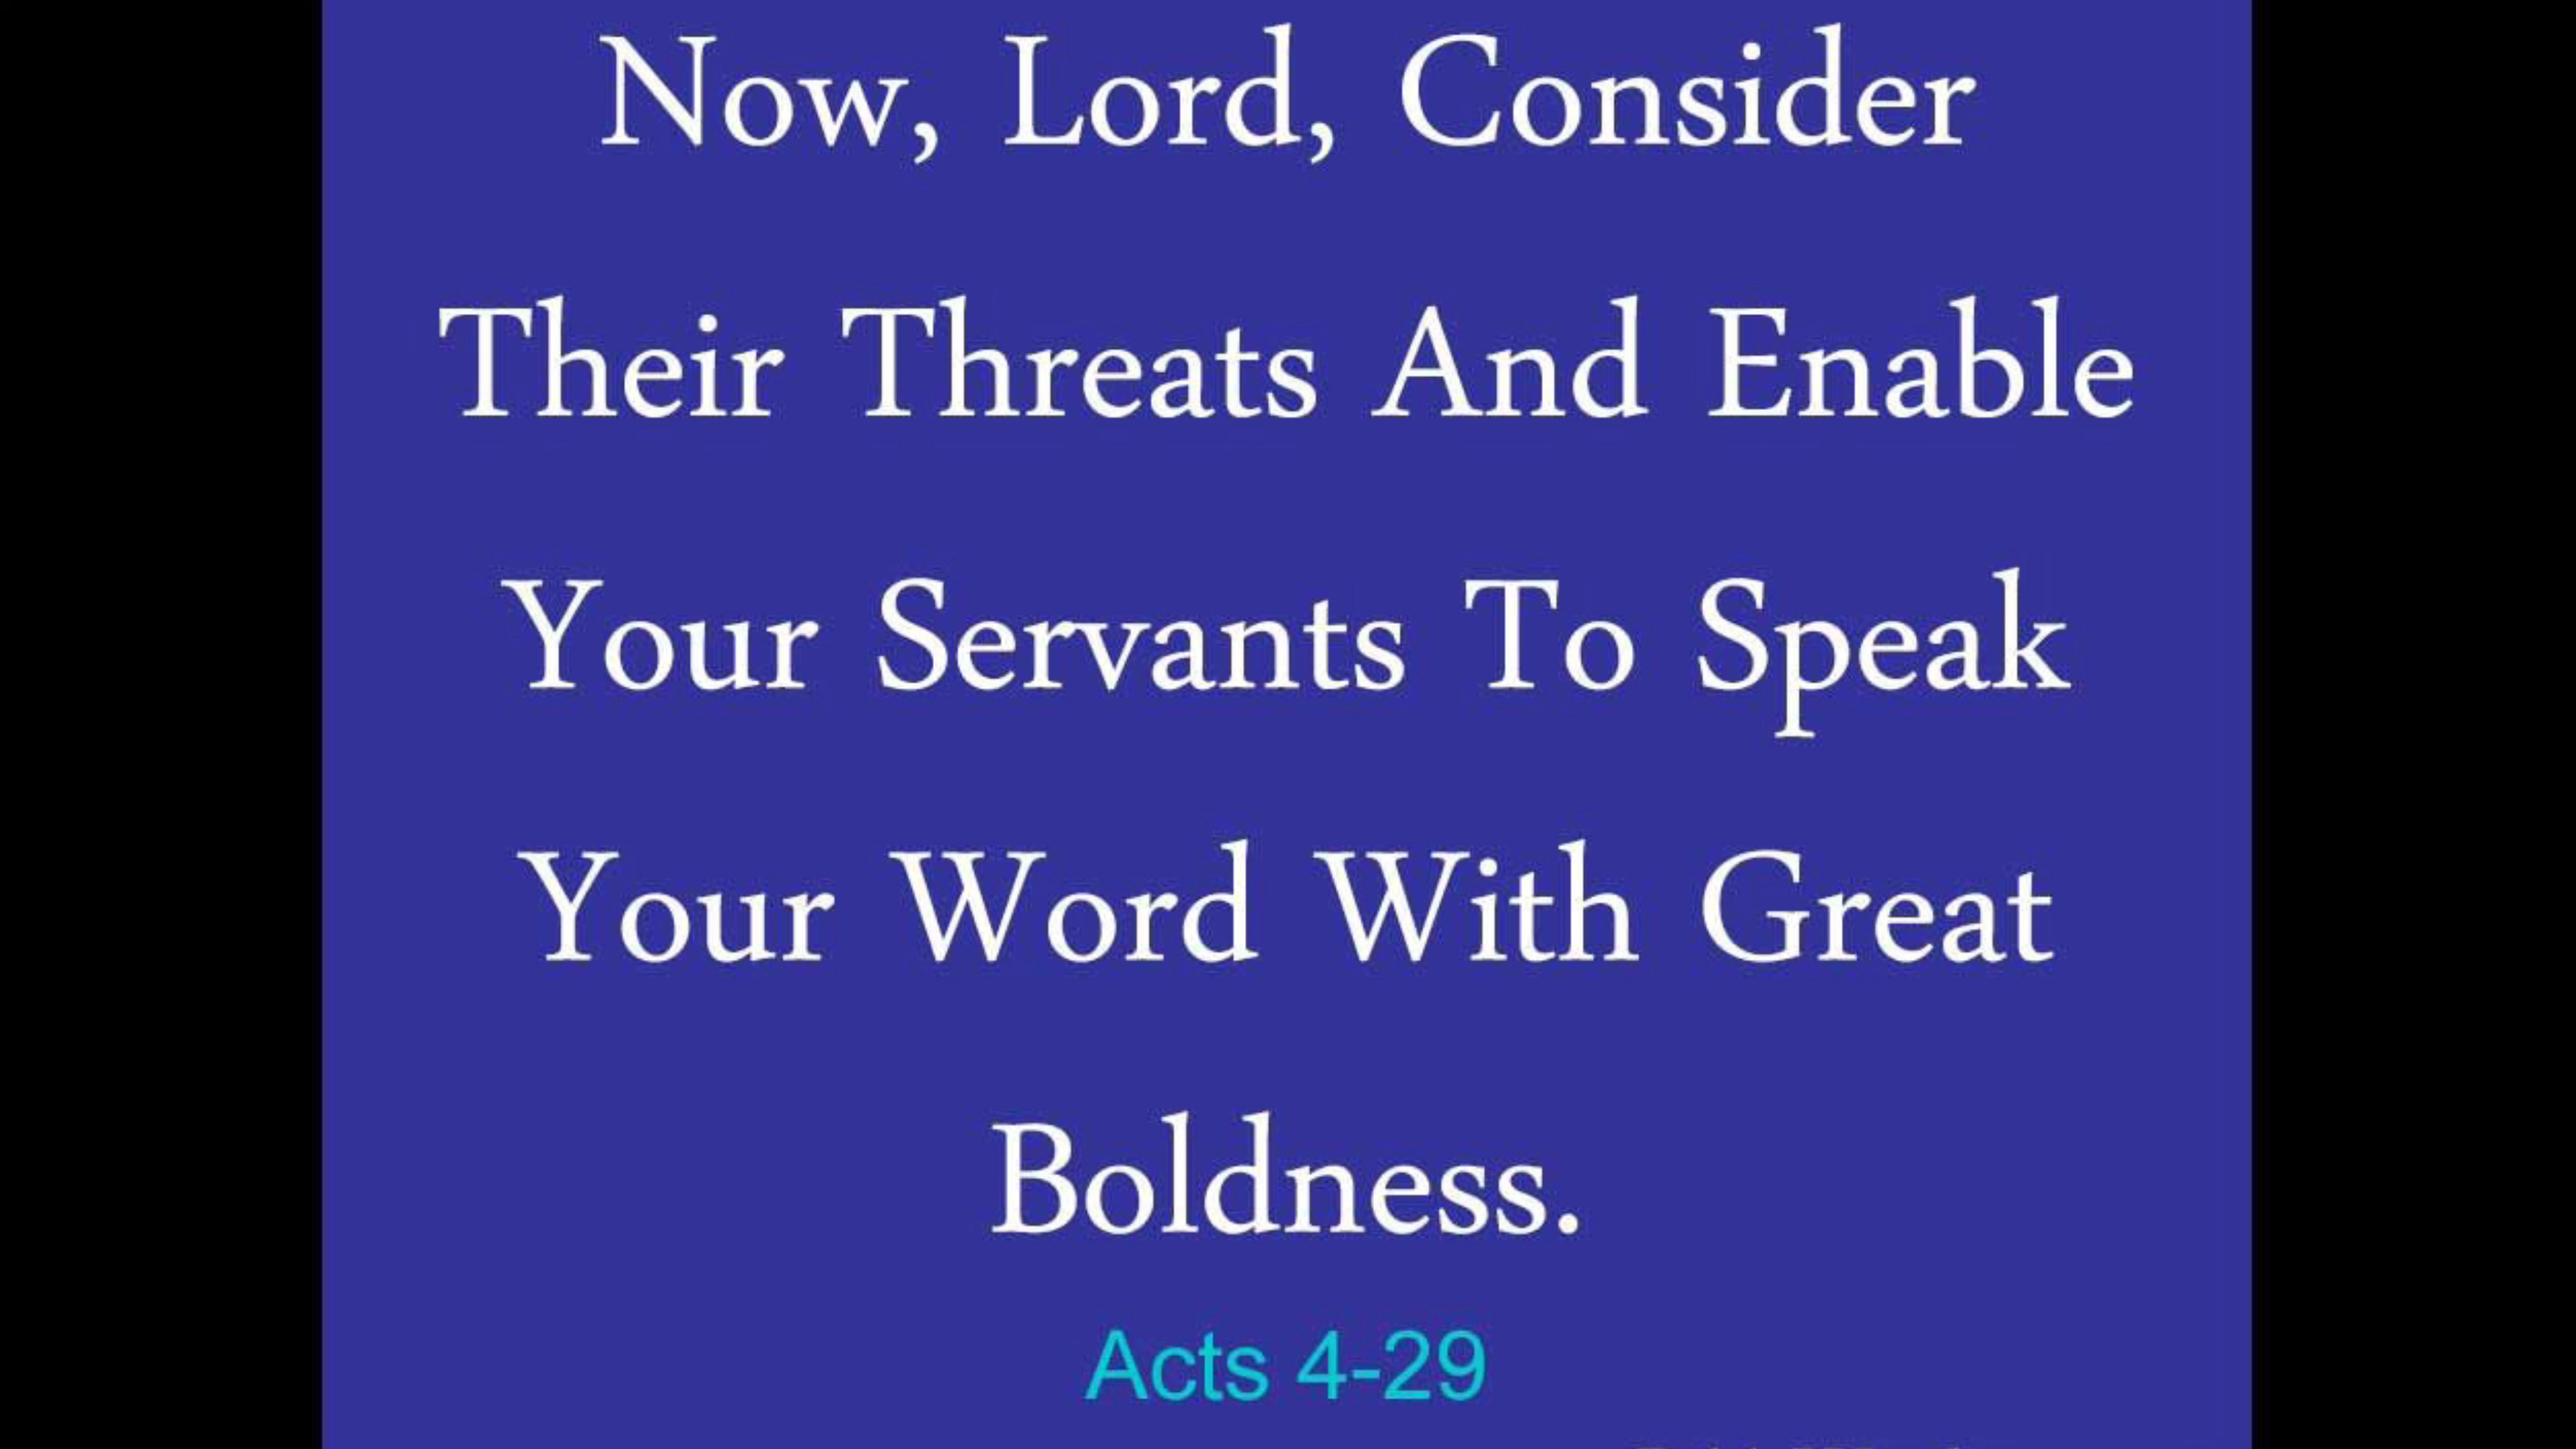 Now, Lord, Consider
Their Threats And Enable
Your Servants To Speak
Your Word With Great
Boldness.
Acts 4-29